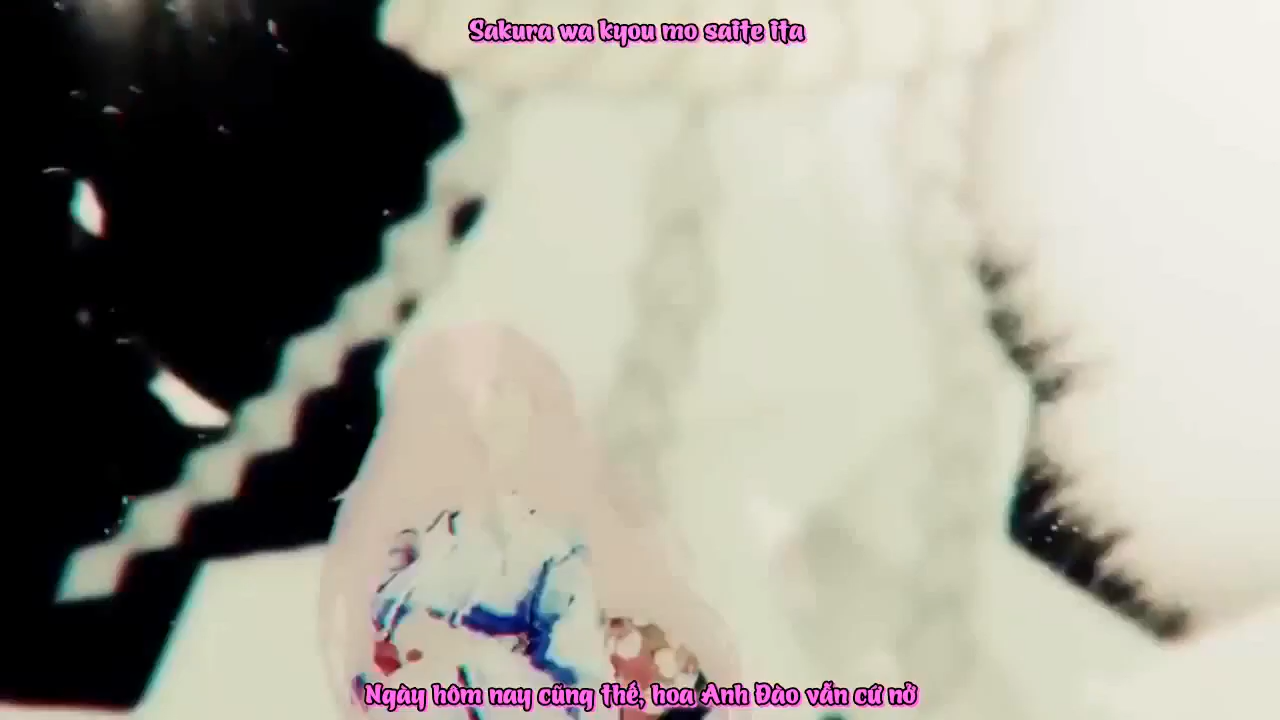 Sakura wa kyou mo saite ita
Ngày hôm nay cũng thế, hoa Anh Đào vẫn cứ nở